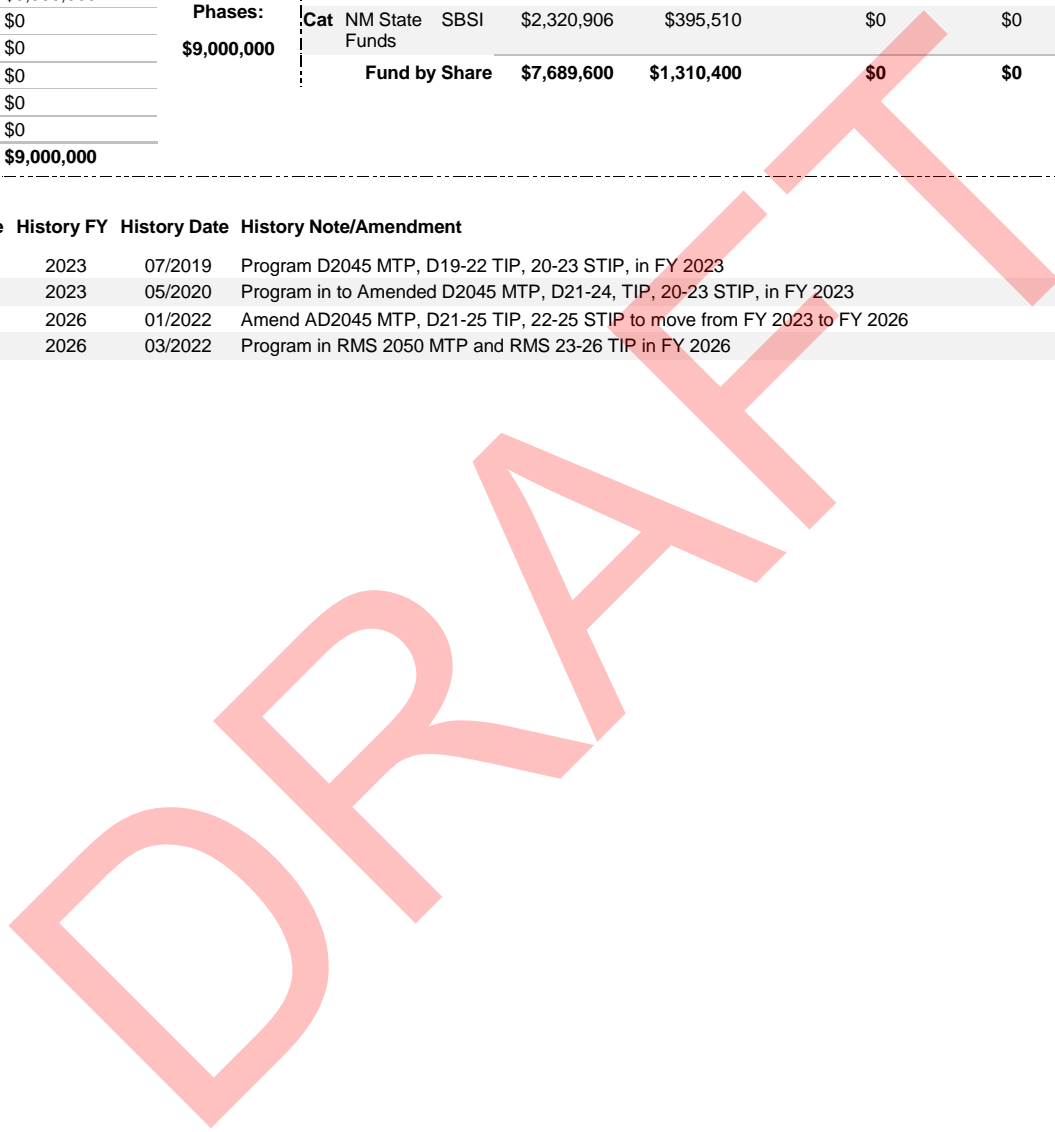 Phases:
$9,000,000
$0
$0
$0
$0
$0
$9,000,000
Cat NM State SBSI $2,320,906 $395,510 $0 $0
Funds
Fund by Share $7,689,600 $1,310,400 $0 $0
e History FY History Date History Note/Amendment
2023 07/2019 Program D2045 MTP, D19-22 TIP, 20-23 STIP, in FY 2023
2023 05/2020 Program in to Amended D2045 MTP, D21-24, TIP, 20-23 STIP, in FY 2023
2026 01/2022 Amend AD2045 MTP, D21-25 TIP, 22-25 STIP to move from FY 2023 to FY 2026
2026 03/2022 Program in RMS 2050 MTP and RMS 23-26 TIP in FY 2026
DRAFT